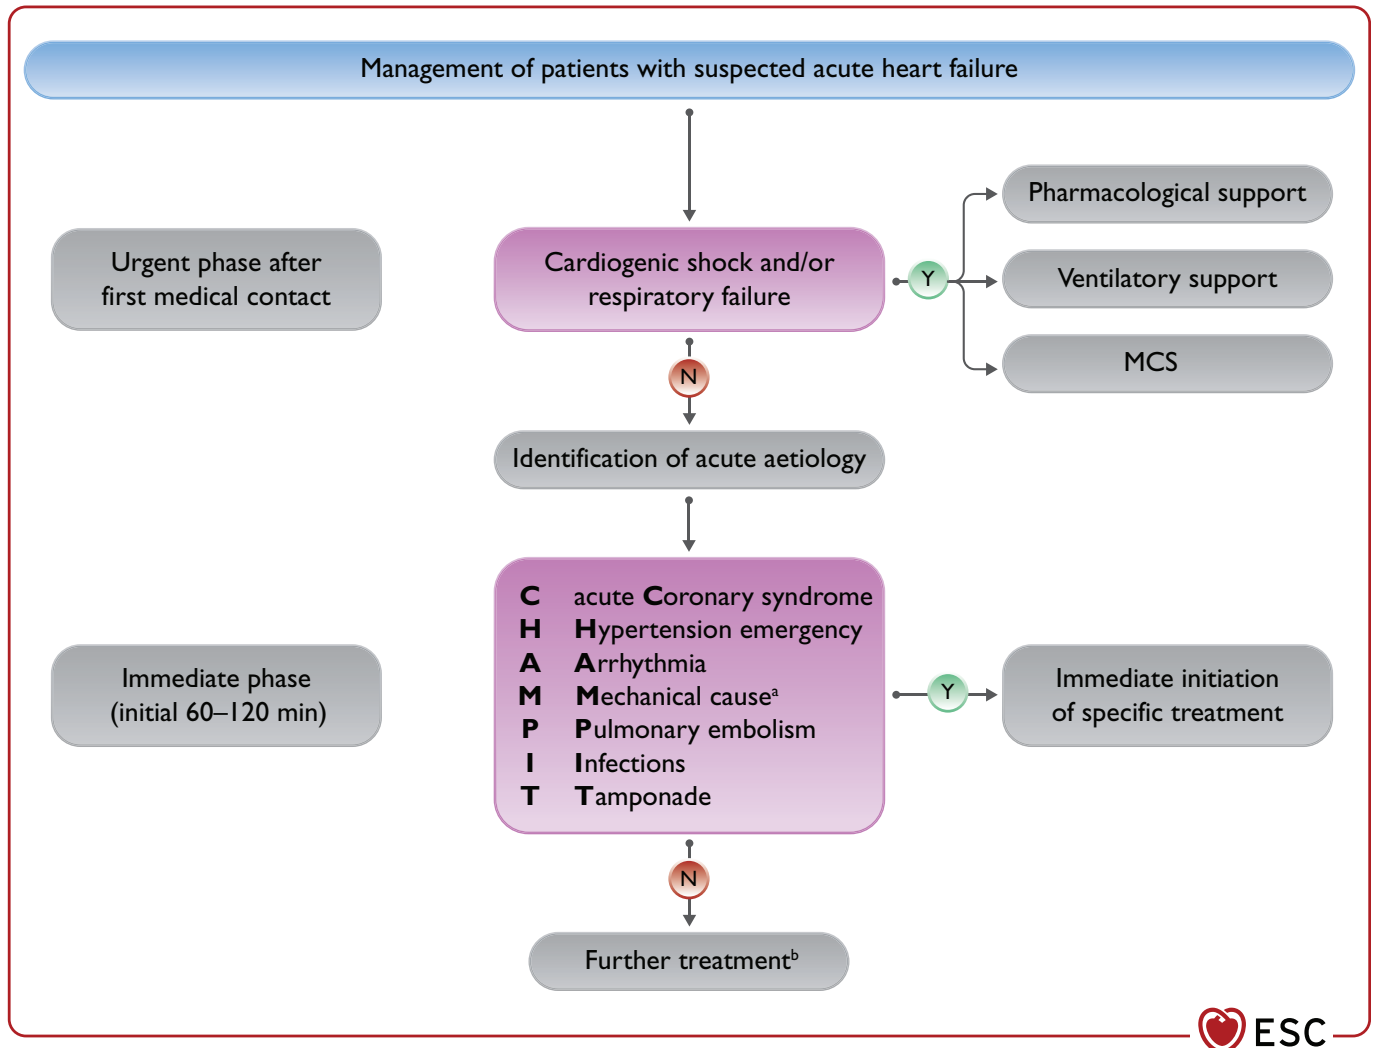 Management of patients with suspected acute heart failure
Pharmacological support
Urgent phase after
first medical contact
Cardiogenic shock and/or
respiratory failure
Y
Ventilatory support
MCS
N
Identification of acute aetiology
C acute Coronary syndrome
H Hypertension emergency
A Arrhythmia
M Mechanical causeᵃ
P Pulmonary embolism
I Infections
T Tamponade
Immediate phase
(initial 60–120 min)
Y
Immediate initiation
of specific treatment
N
Further treatmentᵇ
ESC